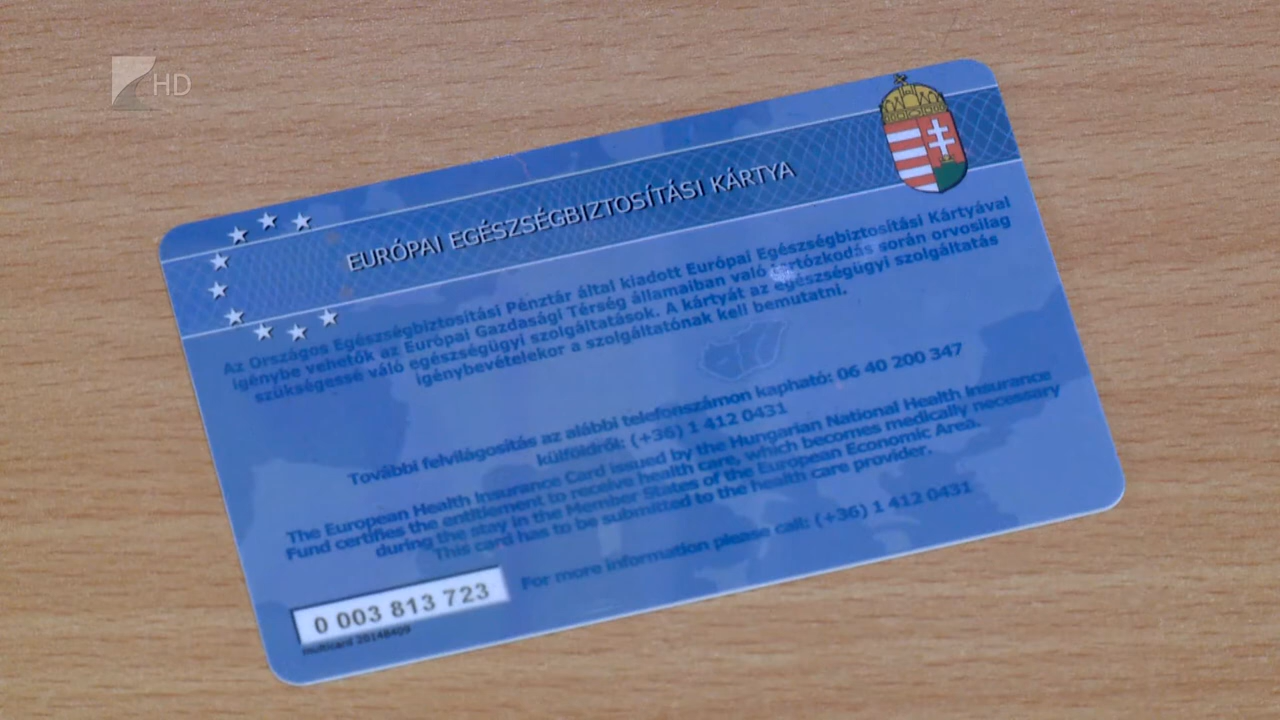 HD
EURÓPAI EGÉSZSÉGBIZTOSÍTÁSI KÁRTYA
Az Országos Egészségbiztosítási Pénztár által kiadott Európai Egészségbiztosítási Kártyával
igénybe vehetők az Európai Gazdasági Térség államaiban való tartózkodás során orvosilag
szükségessé váló egészségügyi szolgáltatások. A kártyát az egészségügyi szolgáltatás
igénybevételekor a szolgáltatónak kell bemutatni.
További felvilágosítás az alábbi telefonszámon kapható: 06 40 200 347
külföldről: (+36) 1 412 0431
The European Health Insurance Card issued by the Hungarian National Health Insurance
Fund certifies the entitlement to receive health care, which becomes medically necessary
during the stay in the Member States of the European Economic Area.
This card has to be submitted to the health care provider.
For more information please call: (+36) 1 412 0431
0 003 813 723
multicard 20148409